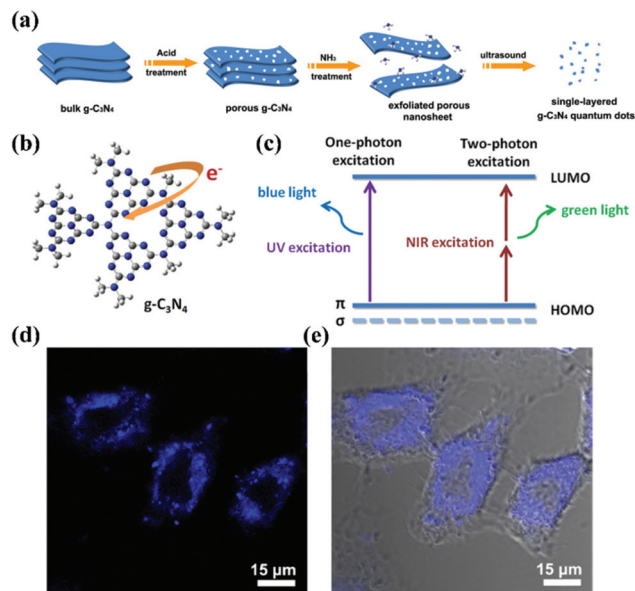 (a)
Acid
treatment
NH₃
treatment
ultrasound
bulk g-C₃N₄
porous g-C₃N₄
exfoliated porous
nanosheet
single-layered
g-C₃N₄ quantum dots
(b)
e⁻
g-C₃N₄
(c)
One-photon
excitation
Two-photon
excitation
LUMO
blue light
green light
UV excitation
NIR excitation
π
HOMO
σ
(d)
15 μm
(e)
15 μm